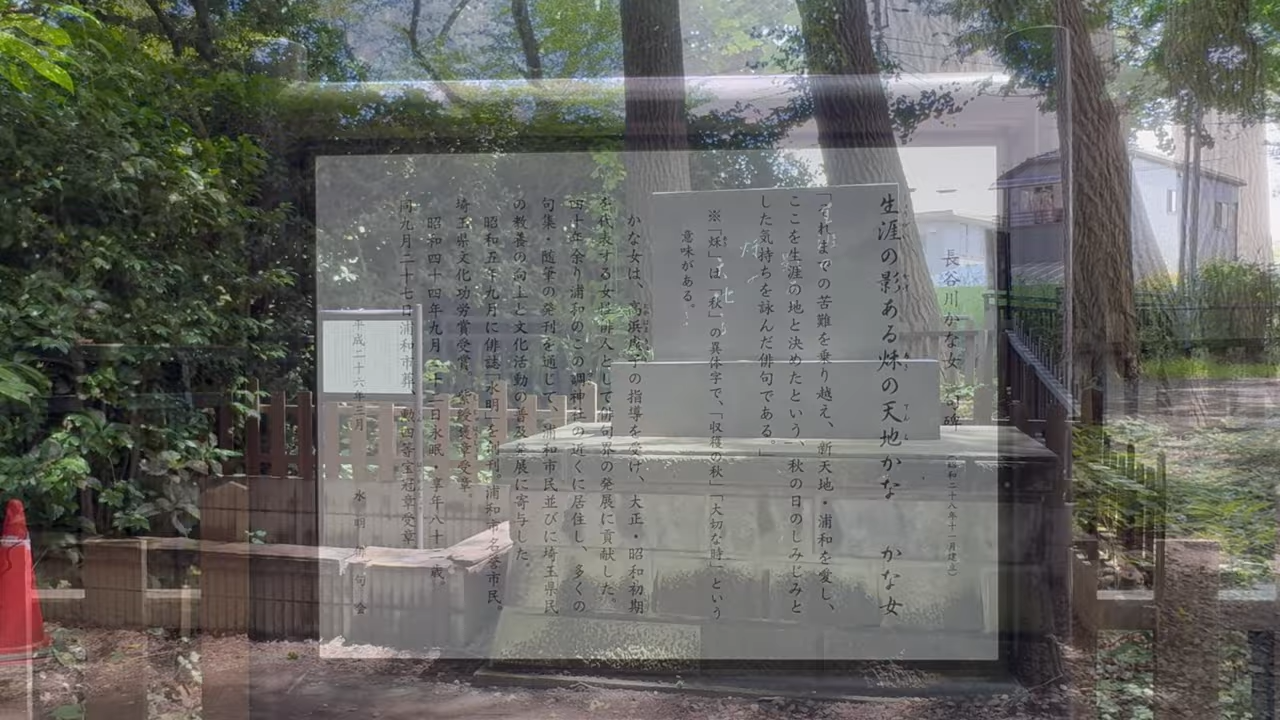 長谷川かな女 句碑（昭和二十八年十一月建立）
生涯の影ある秌の天地かな　かな女
「それまでの苦難を乗り越え、新天地・浦和を愛し、
ここを生涯の地と決めたという、秋の日のしみじみと
した気持ちを詠んだ俳句である。」
※「秌」は「秋」の異体字で、「収穫の秋」「大切な時」という
意味がある。
かな女は、高浜虚子の指導を受け、大正・昭和初期
を代表する女性俳人として俳句界の発展に貢献した。
四十年余り浦和のこの調神社の近くに居住し、多くの
句集・随筆の発刊を通じて、浦和市民並びに埼玉県民
の教養の向上と文化活動の普及発展に寄与した。
昭和五年九月に俳誌「水明」を創刊。浦和市名誉市民。
埼玉県文化功労賞受賞、紫綬褒章受章。
昭和四十四年九月二十二日永眠・享年八十一歳。
同九月二十七日浦和市葬　勲四等宝冠章受章
平成二十六年三月　水明俳句会